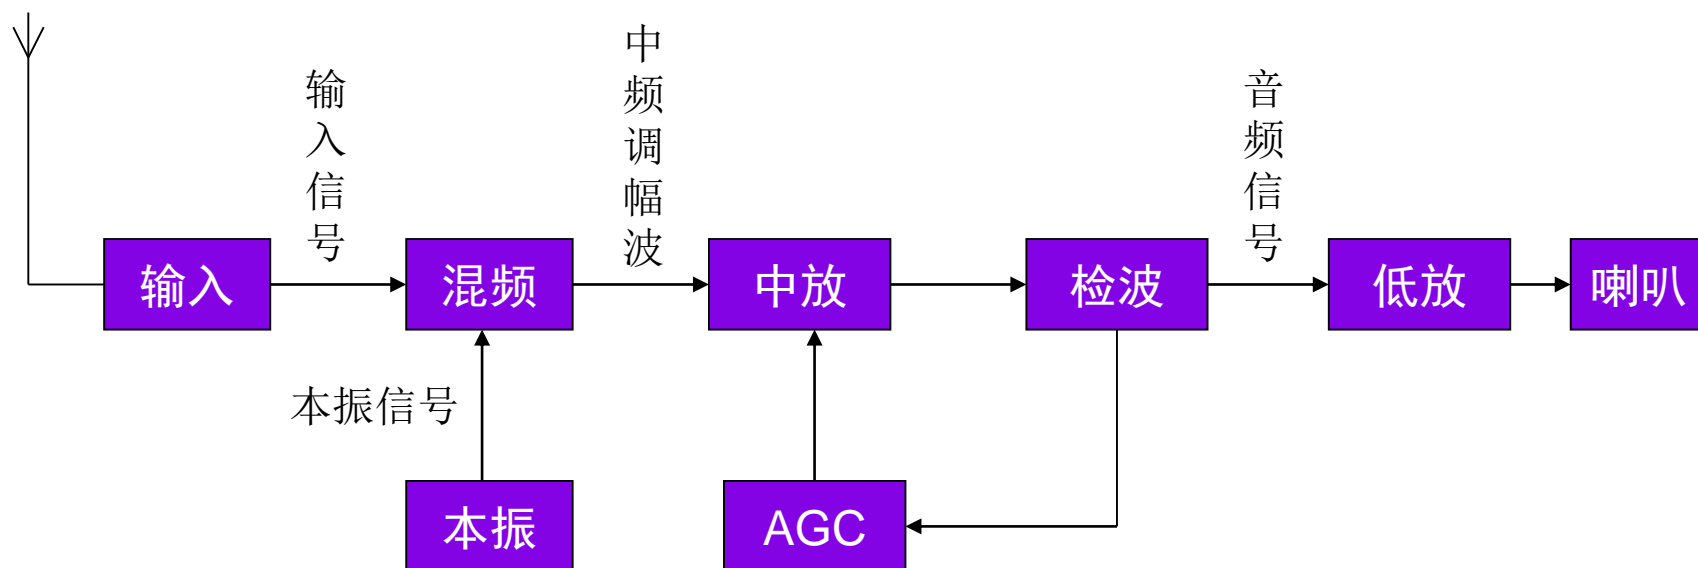 输入信号
中频调幅波
音频信号
输入
混频
中放
检波
低放
喇叭
本振信号
本振
AGC